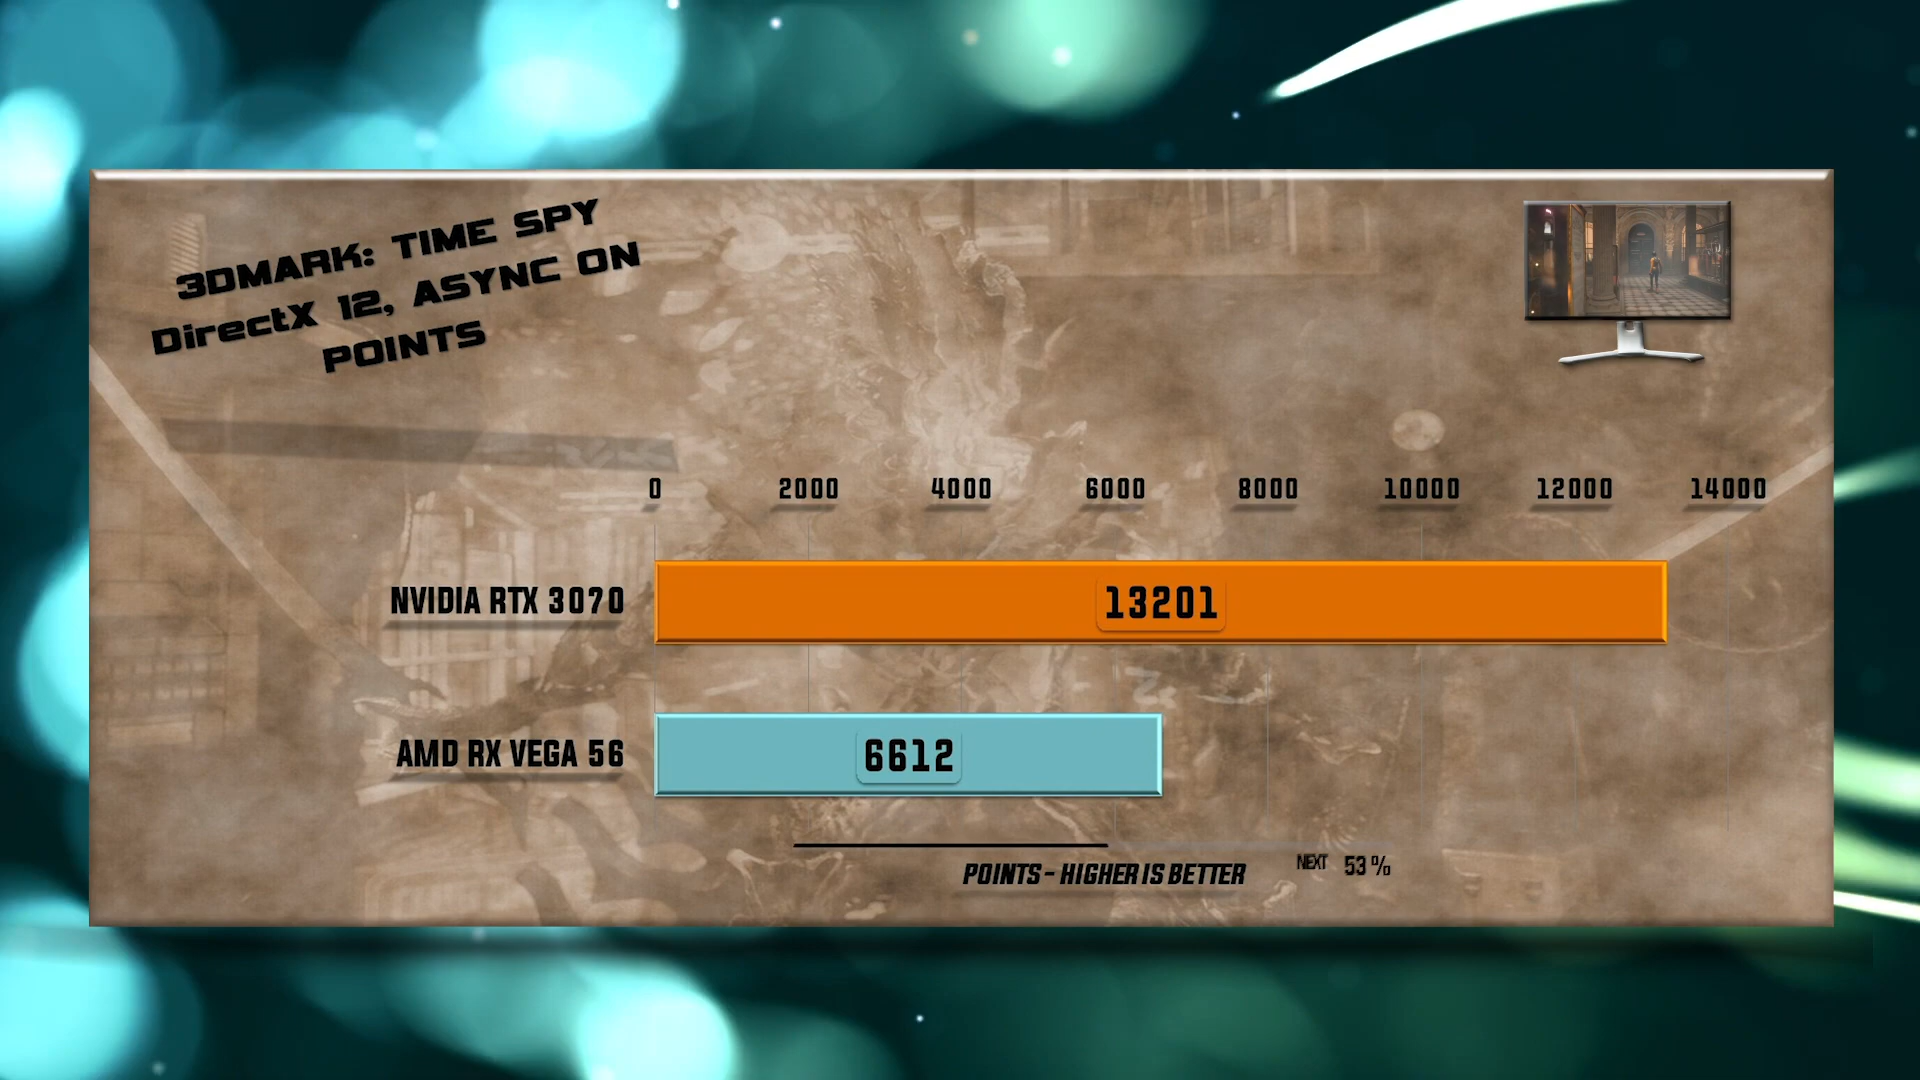 3DMARK: TIME SPY
DirectX 12, ASYNC ON
POINTS
0 2000 4000 6000 8000 10000 12000 14000
NVIDIA RTX 3070 13201
AMD RX VEGA 56 6612
POINTS - HIGHER IS BETTER
NEXT 53 %